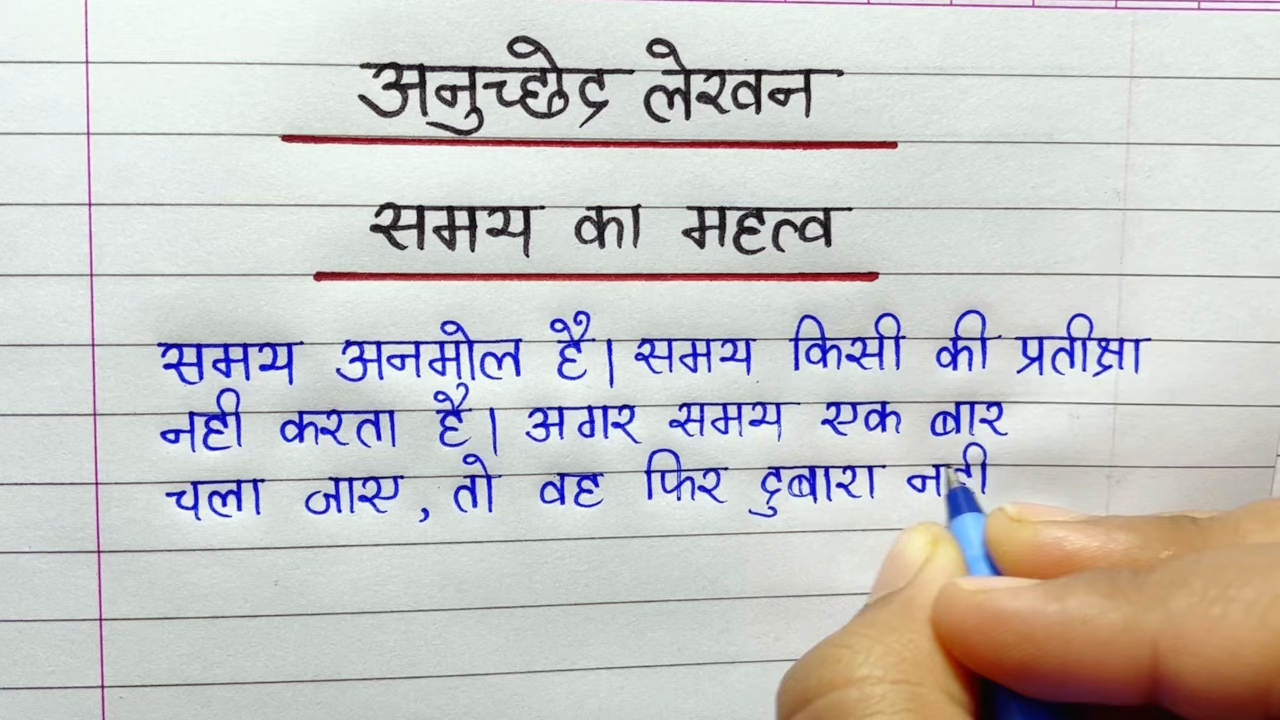 अनुच्छेद लेखन
समय का महत्व
समय अनमोल है। समय किसी की प्रतीक्षा
नही करता है। अगर समय एक बार
चला जाए, तो वह फिर दुबारा नही